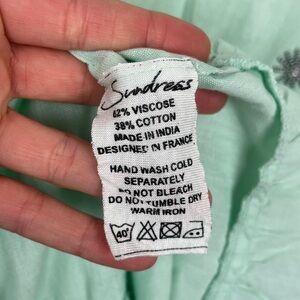 Sundress
62% VISCOSE
38% COTTON
MADE IN INDIA
DESIGNED IN FRANCE
HAND WASH COLD
SEPARATELY
DO NOT BLEACH
DO NOT TUMBLE DRY
WARM IRON
40°